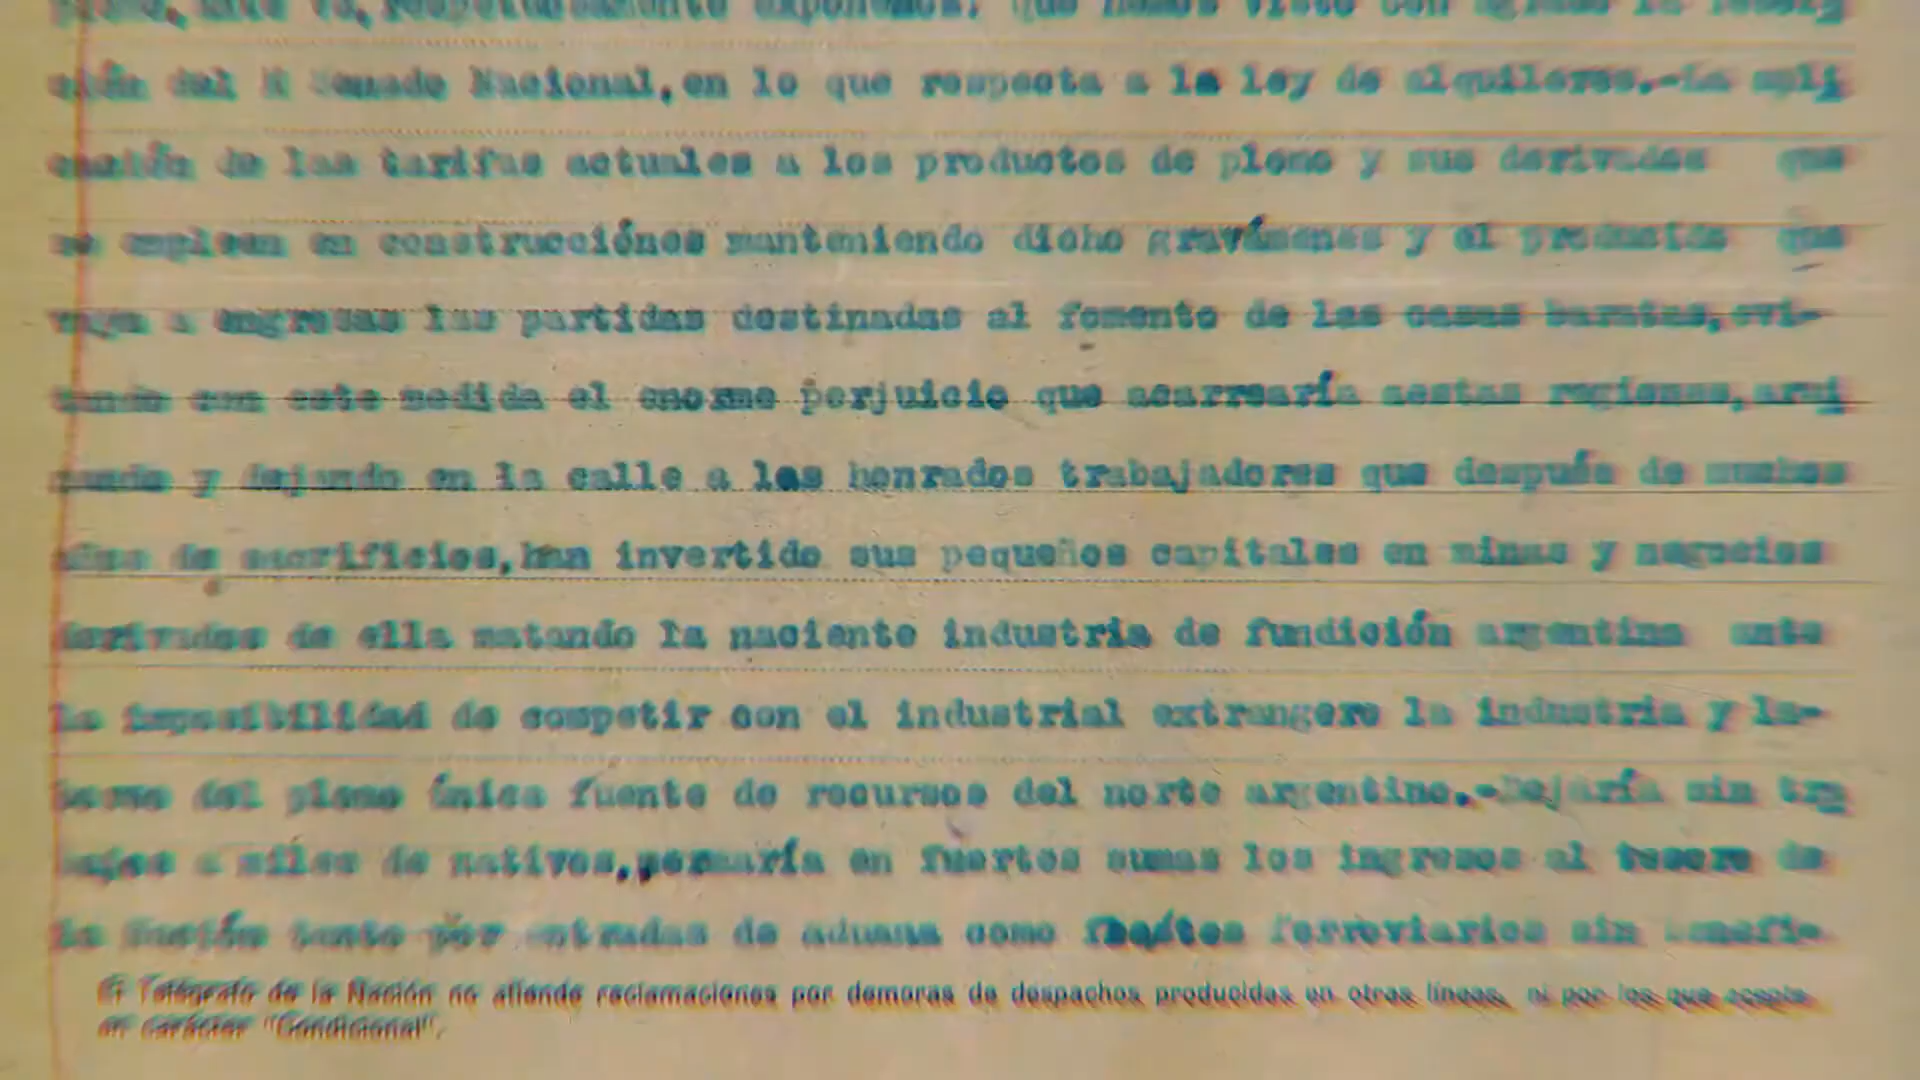 ción del H Senado Nacional,en lo que respecta a la ley de alquileres.-La apli
cación de las tarifas actuales a los productos de plomo y sus derivados que
se emplean en construcciónes manteniendo dicho gravámenes y el producido que
vaya a engresas las partidas destinadas al fomento de las casas baratas,evi-
tando con este medida el enorme perjuicio que acarrearía aestas regiones,arui
nando y dejando en la calle a los honrados trabajadores que después de muchos
años de sacrificios,han invertido sus pequeños capitales en minas y negocios
derivados de ella matando la naciente industria de fundición argentina ante
la imposibilidad de competir con el industrial extrangero la industria y la-
boreo del plomo única fuente de recursos del norte argentino.-Dejaría sin tra
bajos a miles de natives, en fuertes sumas los ingresos al tesoro de
la Nación tanto por entradas de aduana como fletes ferroviarios sin benefi-
El Telégrafo de la Nación no atiende reclamaciones por demoras de despachos producidas en otras líneas, ni por los que acepte
en carácter "Condicional".